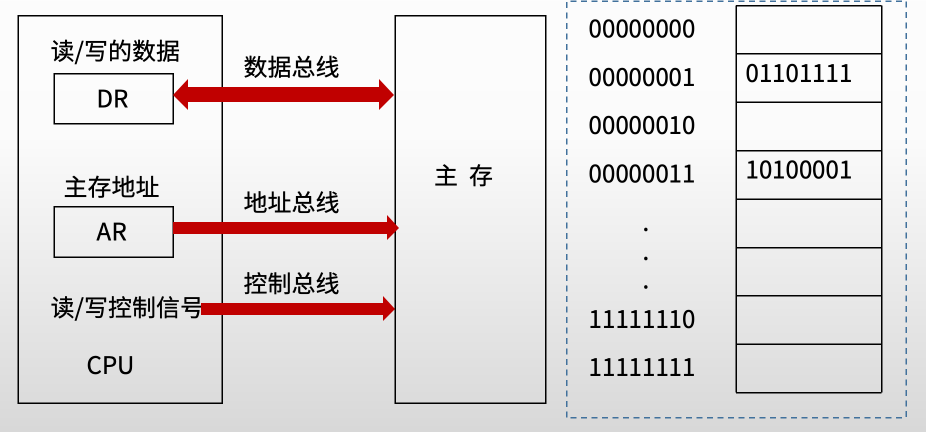 读/写的数据
DR
主存地址
AR
读/写控制信号
CPU
数据总线
地址总线
控制总线
主 存
00000000
00000001 01101111
00000010
00000011 10100001
.
.
.
11111110
11111111